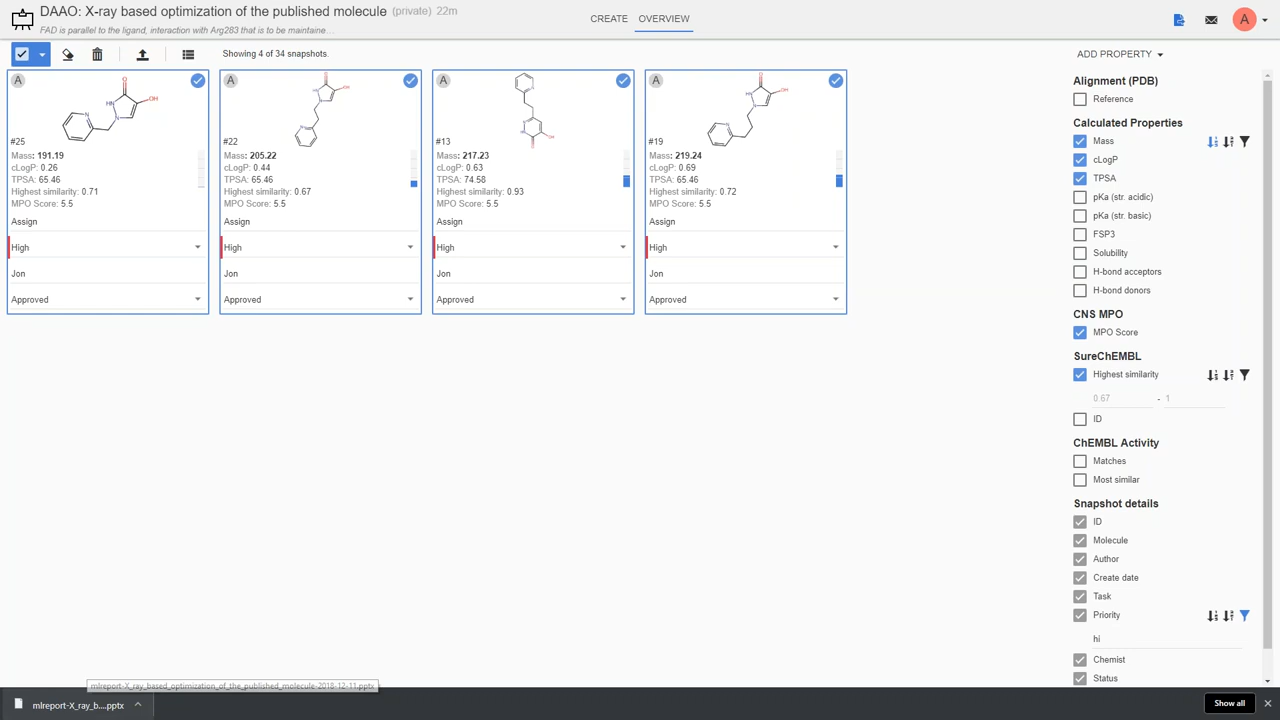 DAAO: X-ray based optimization of the published molecule (private) 22m
FAD is parallel to the ligand, interaction with Arg283 that is to be maintaine...
CREATE OVERVIEW
A
Showing 4 of 34 snapshots.
ADD PROPERTY
A
#25
Mass: 191.19
cLogP: 0.26
TPSA: 65.46
Highest similarity: 0.71
MPO Score: 5.5
Assign
High
Jon
Approved
A
#22
Mass: 205.22
cLogP: 0.44
TPSA: 65.46
Highest similarity: 0.67
MPO Score: 5.5
Assign
High
Jon
Approved
A
#13
Mass: 217.23
cLogP: 0.63
TPSA: 74.58
Highest similarity: 0.93
MPO Score: 5.5
Assign
High
Jon
Approved
A
#19
Mass: 219.24
cLogP: 0.69
TPSA: 65.46
Highest similarity: 0.72
MPO Score: 5.5
Assign
High
Jon
Approved
Alignment (PDB)
Reference
Calculated Properties
Mass
cLogP
TPSA
pKa (str. acidic)
pKa (str. basic)
FSP3
Solubility
H-bond acceptors
H-bond donors
CNS MPO
MPO Score
SureChEMBL
Highest similarity
0.67 - 1
ID
ChEMBL Activity
Matches
Most similar
Snapshot details
ID
Molecule
Author
Create date
Task
Priority
hi
Chemist
Status
mlreport-X_ray_based_optimization_of_the_published_molecule-2018-12-11.pptx
mlreport-X_ray_b....pptx
Show all